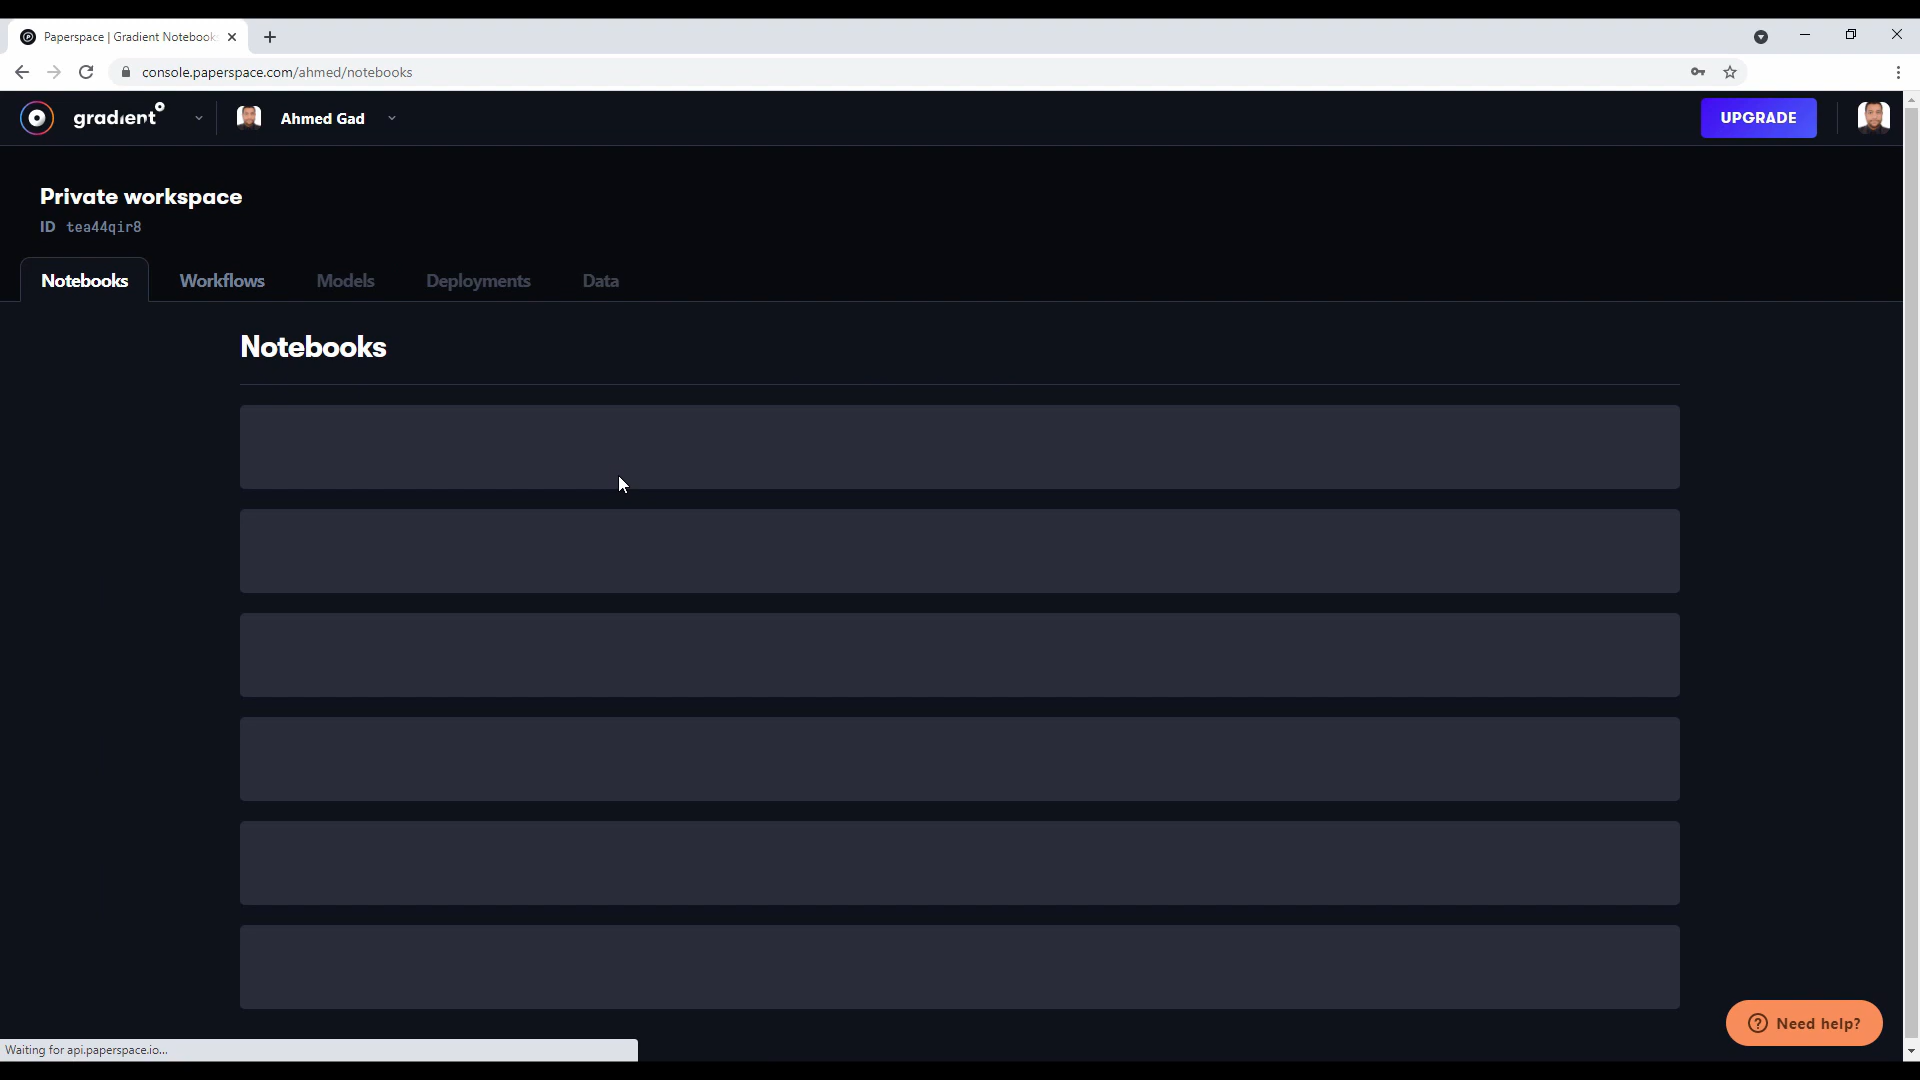 Paperspace | Gradient Notebook
console.paperspace.com/ahmed/notebooks
gradient
Ahmed Gad
UPGRADE
Private workspace
ID tea44qir8
Notebooks
Workflows
Models
Deployments
Data
Notebooks
Need help?
Waiting for api.paperspace.io...